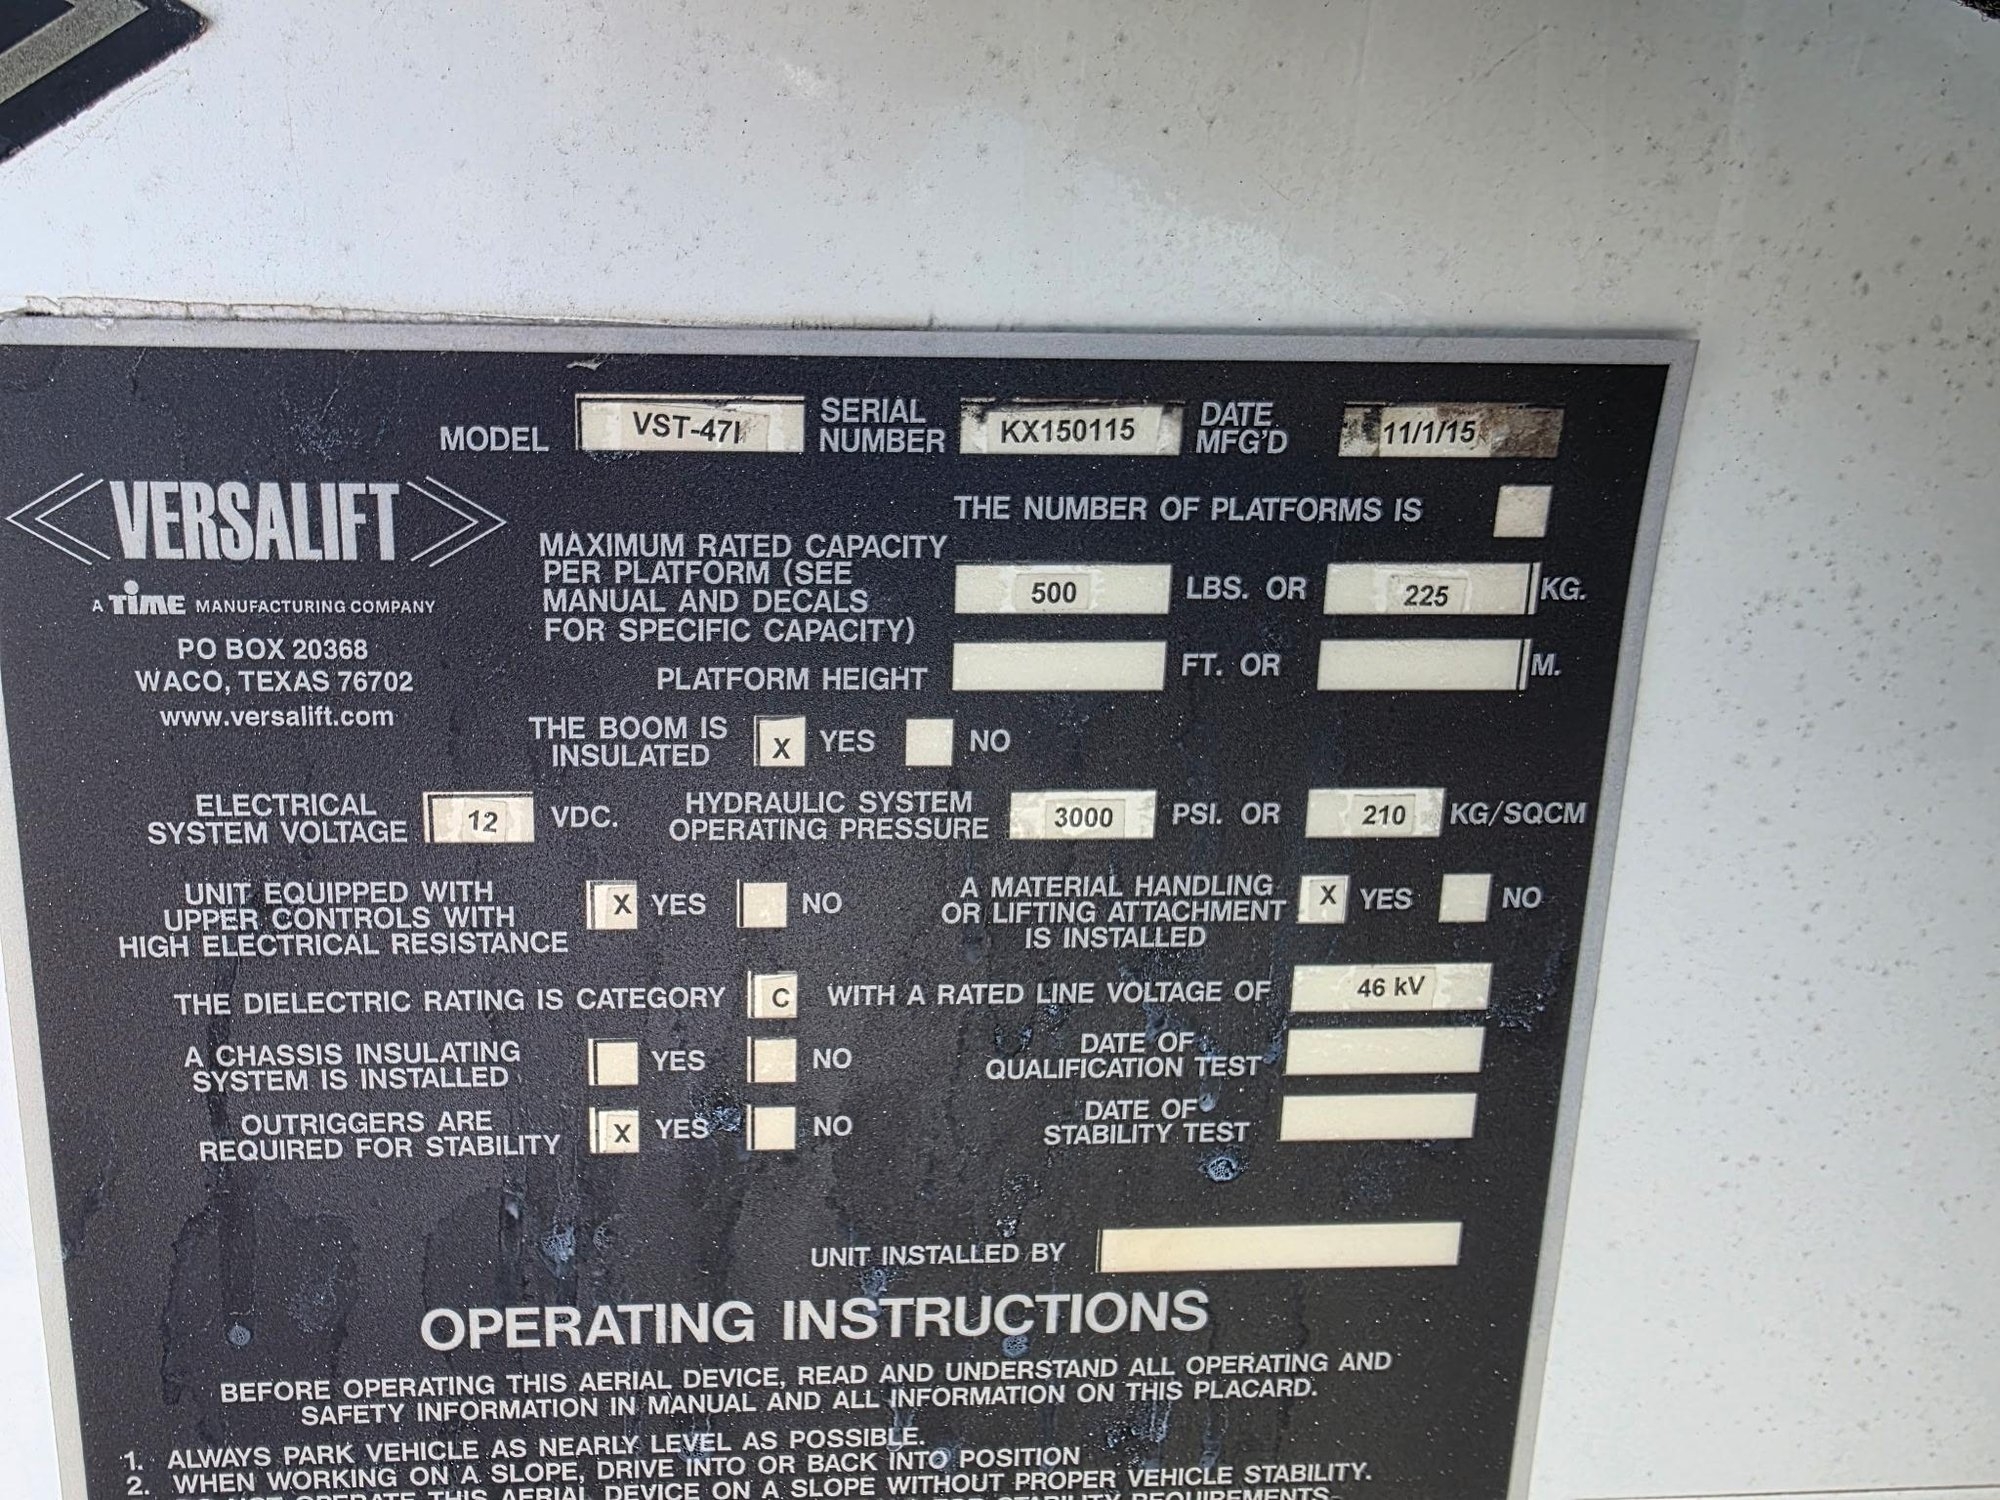 MODEL VST-47I SERIAL NUMBER KX150115 DATE MFG'D 11/1/15
THE NUMBER OF PLATFORMS IS
VERSALIFT
A TIME MANUFACTURING COMPANY
PO BOX 20368
WACO, TEXAS 76702
www.versalift.com
MAXIMUM RATED CAPACITY
PER PLATFORM (SEE
MANUAL AND DECALS
FOR SPECIFIC CAPACITY)
500 LBS. OR 225 KG.
PLATFORM HEIGHT FT. OR M.
THE BOOM IS
INSULATED
X YES NO
ELECTRICAL
SYSTEM VOLTAGE
12 VDC.
HYDRAULIC SYSTEM
OPERATING PRESSURE
3000 PSI. OR 210 KG/SQCM
UNIT EQUIPPED WITH
UPPER CONTROLS WITH
HIGH ELECTRICAL RESISTANCE
X YES NO
A MATERIAL HANDLING
OR LIFTING ATTACHMENT
IS INSTALLED
X YES NO
THE DIELECTRIC RATING IS CATEGORY C WITH A RATED LINE VOLTAGE OF 46 kV
A CHASSIS INSULATING
SYSTEM IS INSTALLED
YES NO
DATE OF
QUALIFICATION TEST
OUTRIGGERS ARE
REQUIRED FOR STABILITY
X YES NO
DATE OF
STABILITY TEST
UNIT INSTALLED BY
OPERATING INSTRUCTIONS
BEFORE OPERATING THIS AERIAL DEVICE, READ AND UNDERSTAND ALL OPERATING AND
SAFETY INFORMATION IN MANUAL AND ALL INFORMATION ON THIS PLACARD.
1. ALWAYS PARK VEHICLE AS NEARLY LEVEL AS POSSIBLE.
2. WHEN WORKING ON A SLOPE, DRIVE INTO OR BACK INTO POSITION
OPERATE THIS AERIAL DEVICE ON A SLOPE WITHOUT PROPER VEHICLE STABILITY.
STABILITY REQUIREMENTS.